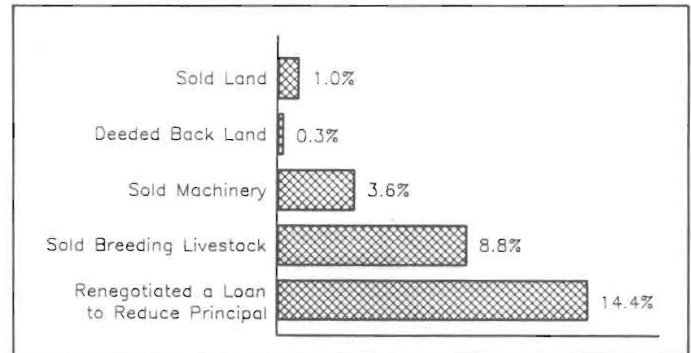 Sold Land 1.0%
Deeded Back Land 0.3%
Sold Machinery 3.6%
Sold Breeding Livestock 8.8%
Renegotiated a Loan
to Reduce Principal 14.4%